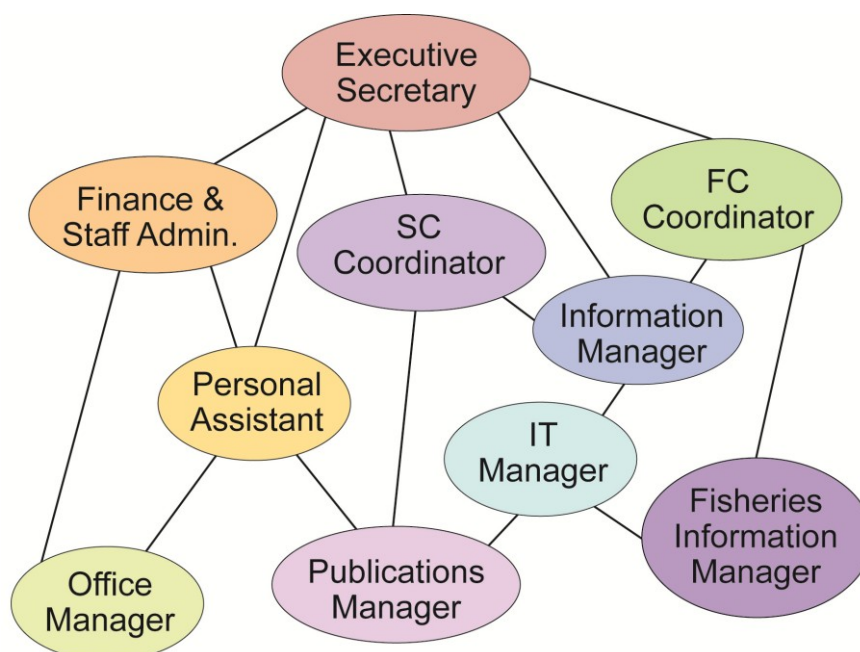 Executive
Secretary
Finance &
Staff Admin.
SC
Coordinator
FC
Coordinator
Information
Manager
Personal
Assistant
IT
Manager
Fisheries
Information
Manager
Office
Manager
Publications
Manager